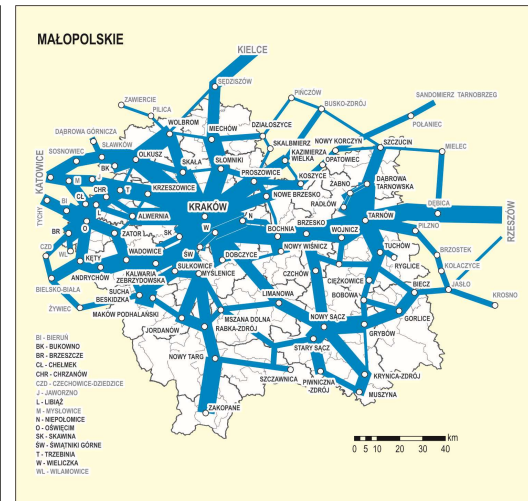 MAŁOPOLSKIE
KIELCE
SĘDZISZÓW
ZAWIERCIE
PILICA
PIŃCZÓW
BUSKO-ZDRÓJ
SANDOMIERZ TARNOBRZEG
POŁANIEC
DĄBROWA GÓRNICZA
WOLBROM
MIECHÓW
DZIAŁOSZYCE
SŁAWKÓW
SOSNOWIEC
SKALBMIERZ
NOWY KORCZYN
SZCZUCIN
MIELEC
KATOWICE
BK
OLKUSZ
SKAŁA
SŁOMNIKI
KAZIMIERZA
WIELKA
OPATOWIEC
PROSZOWICE
KOSZYCE
M
J
CHR
T
KRZESZOWICE
ŻABNO
DĄBROWA
TARNOWSKA
TYCHY
CŁ
BI
L
KRAKÓW
NOWE BRZESKO
RADŁÓW
DĘBICA
RZESZÓW
ALWERNIA
N
TARNÓW
O
BR
ZATOR
SK
W
BOCHNIA
BRZESKO
WOJNICZ
PILZNO
CZD
WL
KĘTY
WADOWICE
ŚW
DOBCZYCE
NOWY WIŚNICZ
TUCHÓW
BRZOSTEK
ANDRYCHÓW
KALWARIA
ZEBRZYDOWSKA
SUŁKOWICE
MYŚLENICE
CZCHÓW
RYGLICE
KOŁACZYCE
BIELSKO-BIAŁA
SUCHA
BESKIDZKA
CIĘŻKOWICE
BIECZ
JASŁO
LIMANOWA
BOBOWA
KROSNO
ŻYWIEC
MAKÓW PODHALAŃSKI
MSZANA DOLNA
GORLICE
JORDANÓW
RABKA-ZDRÓJ
NOWY SĄCZ
GRYBÓW
STARY SĄCZ
NOWY TARG
SZCZAWNICA
PIWNICZNA
-ZDRÓJ
KRYNICA-ZDRÓJ
MUSZYNA
ZAKOPANE
BI - BIERUŃ
BK - BUKOWNO
BR - BRZESZCZE
CŁ - CHEŁMEK
CHR - CHRZANÓW
CZD - CZECHOWICE-DZIEDZICE
J - JAWORZNO
L - LIBIĄŻ
M - MYSŁOWICE
N - NIEPOŁOMICE
O - OŚWIĘCIM
SK - SKAWINA
ŚW - ŚWIĄTNIKI GÓRNE
T - TRZEBINIA
W - WIELICZKA
WL - WILAMOWICE
km
0 5 10 20 30 40